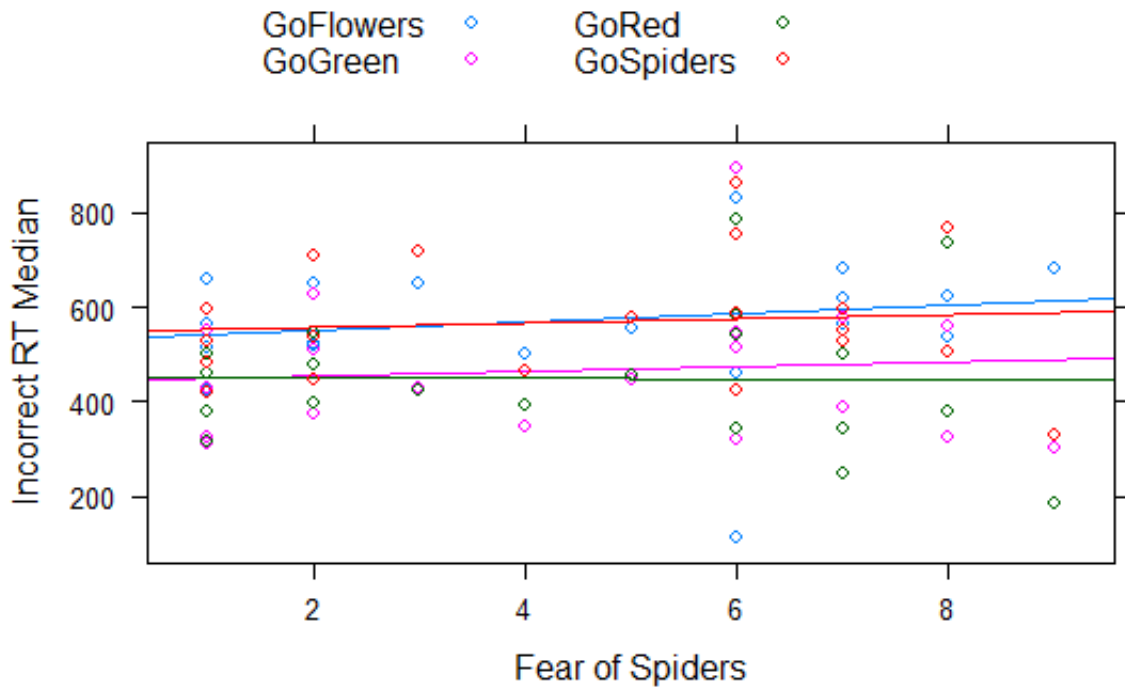 GoFlowers GoRed
GoGreen GoSpiders
800
600
400
200
Incorrect RT Median
2 4 6 8
Fear of Spiders